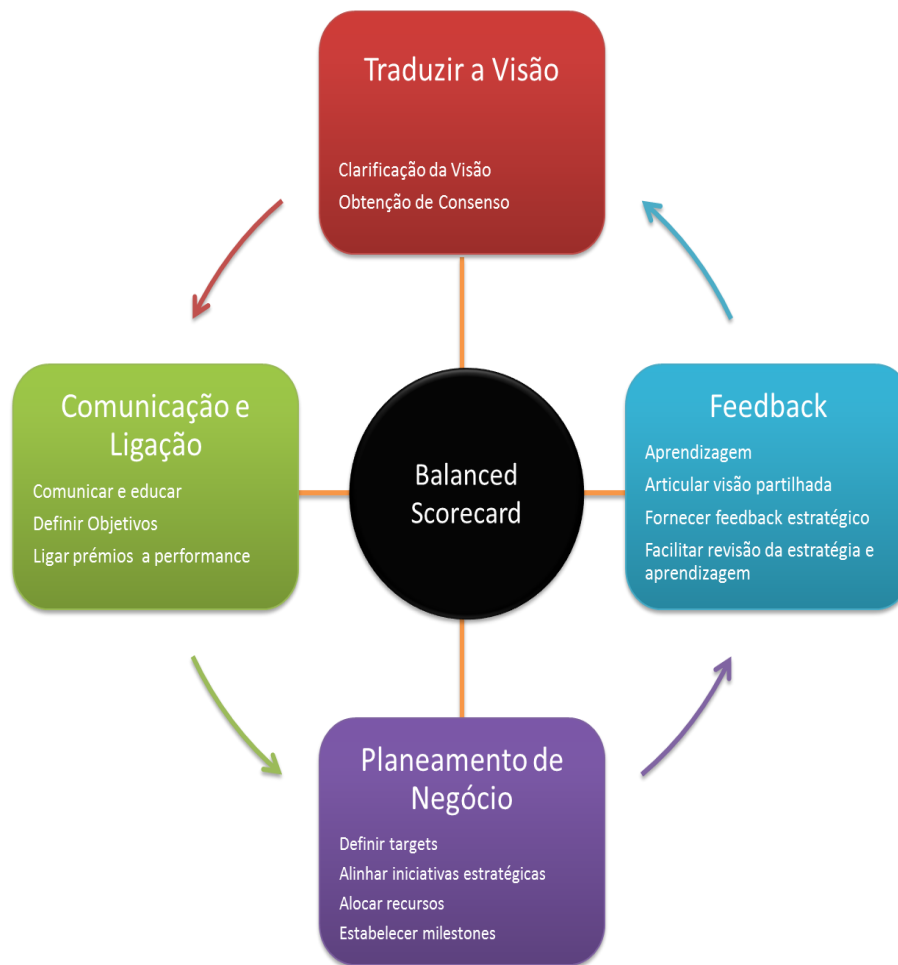 Traduzir a Visão
Clarificação da Visão
Obtenção de Consenso
Comunicação e
Ligação
Comunicar e educar
Definir Objetivos
Ligar prémios a performance
Balanced
Scorecard
Feedback
Aprendizagem
Articular visão partilhada
Fornecer feedback estratégico
Facilitar revisão da estratégia e
aprendizagem
Planeamento de
Negócio
Definir targets
Alinhar iniciativas estratégicas
Alocar recursos
Estabelecer milestones